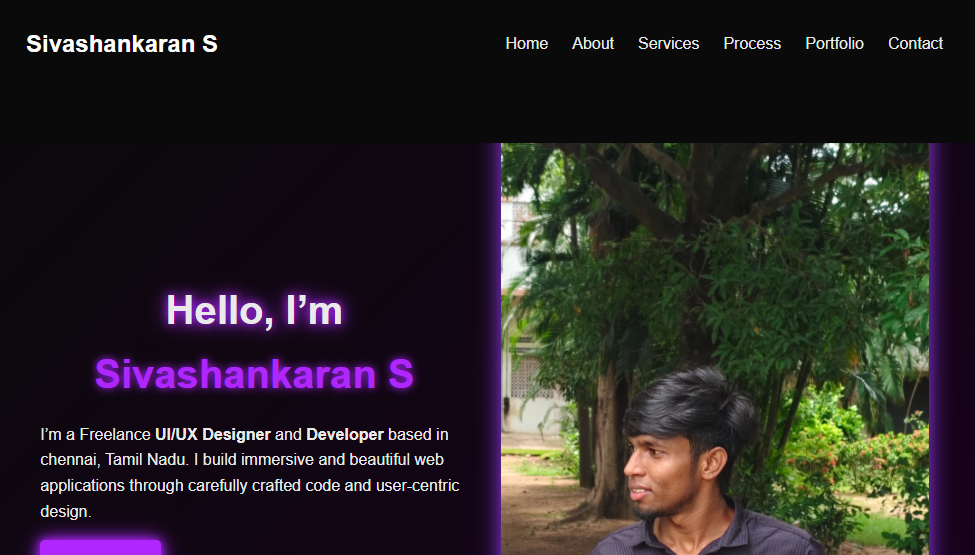 Sivashankaran S
Home About Services Process Portfolio Contact
Hello, I’m
Sivashankaran S
I’m a Freelance UI/UX Designer and Developer based in
chennai, Tamil Nadu. I build immersive and beautiful web
applications through carefully crafted code and user-centric
design.